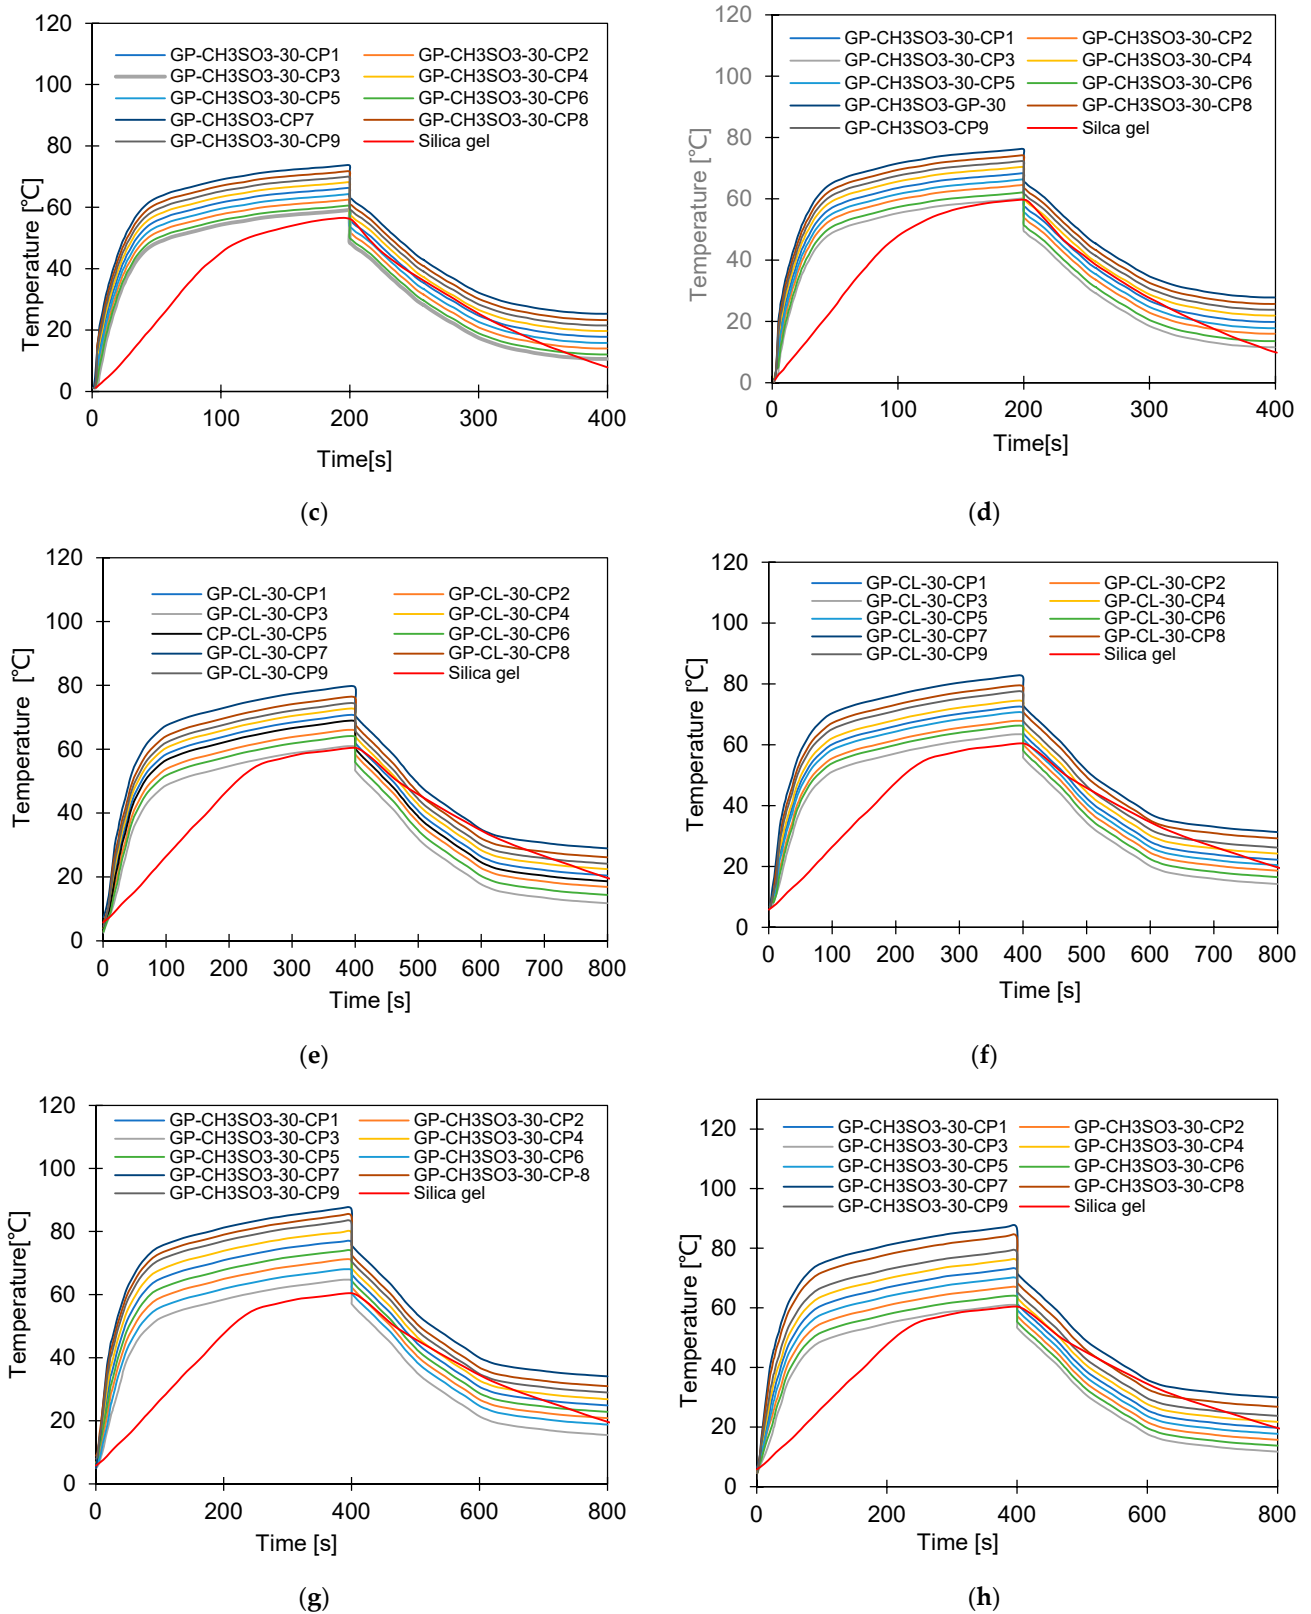 120
100
80
60
40
20
0
Temperature [℃]
GP-CH3SO3-30-CP1
GP-CH3SO3-30-CP2
GP-CH3SO3-30-CP3
GP-CH3SO3-30-CP4
GP-CH3SO3-30-CP5
GP-CH3SO3-30-CP6
GP-CH3SO3-CP7
GP-CH3SO3-30-CP8
GP-CH3SO3-30-CP9
Silica gel
0 100 200 300 400
Time[s]
(c)
120
100
80
60
40
20
0
Temperature [℃]
GP-CH3SO3-30-CP1
GP-CH3SO3-30-CP2
GP-CH3SO3-30-CP3
GP-CH3SO3-30-CP4
GP-CH3SO3-30-CP5
GP-CH3SO3-30-CP6
GP-CH3SO3-GP-30
GP-CH3SO3-30-CP8
GP-CH3SO3-CP9
Silca gel
0 100 200 300 400
Time[s]
(d)
120
100
80
60
40
20
0
Temperature [℃]
GP-CL-30-CP1
GP-CL-30-CP2
GP-CL-30-CP3
GP-CL-30-CP4
CP-CL-30-CP5
GP-CL-30-CP6
GP-CL-30-CP7
GP-CL-30-CP8
GP-CL-30-CP9
Silica gel
0 100 200 300 400 500 600 700 800
Time [s]
(e)
120
100
80
60
40
20
0
Temperature [℃]
GP-CL-30-CP1
GP-CL-30-CP2
GP-CL-30-CP3
GP-CL-30-CP4
GP-CL-30-CP5
GP-CL-30-CP6
GP-CL-30-CP7
GP-CL-30-CP8
GP-CL-30-CP9
Silica gel
0 100 200 300 400 500 600 700 800
Time [s]
(f)
120
100
80
60
40
20
0
Temperature[℃]
GP-CH3SO3-30-CP1
GP-CH3SO3-30-CP2
GP-CH3SO3-30-CP3
GP-CH3SO3-30-CP4
GP-CH3SO3-30-CP5
GP-CH3SO3-30-CP6
GP-CH3SO3-30-CP7
GP-CH3SO3-30-CP-8
GP-CH3SO3-30-CP9
Silica gel
0 200 400 600 800
Time [s]
(g)
120
100
80
60
40
20
0
Temperature [℃]
GP-CH3SO3-30-CP1
GP-CH3SO3-30-CP2
GP-CH3SO3-30-CP3
GP-CH3SO3-30-CP4
GP-CH3SO3-30-CP5
GP-CH3SO3-30-CP6
GP-CH3SO3-30-CP7
GP-CH3SO3-30-CP8
GP-CH3SO3-30-CP9
Silica gel
0 200 400 600 800
Time [s]
(h)